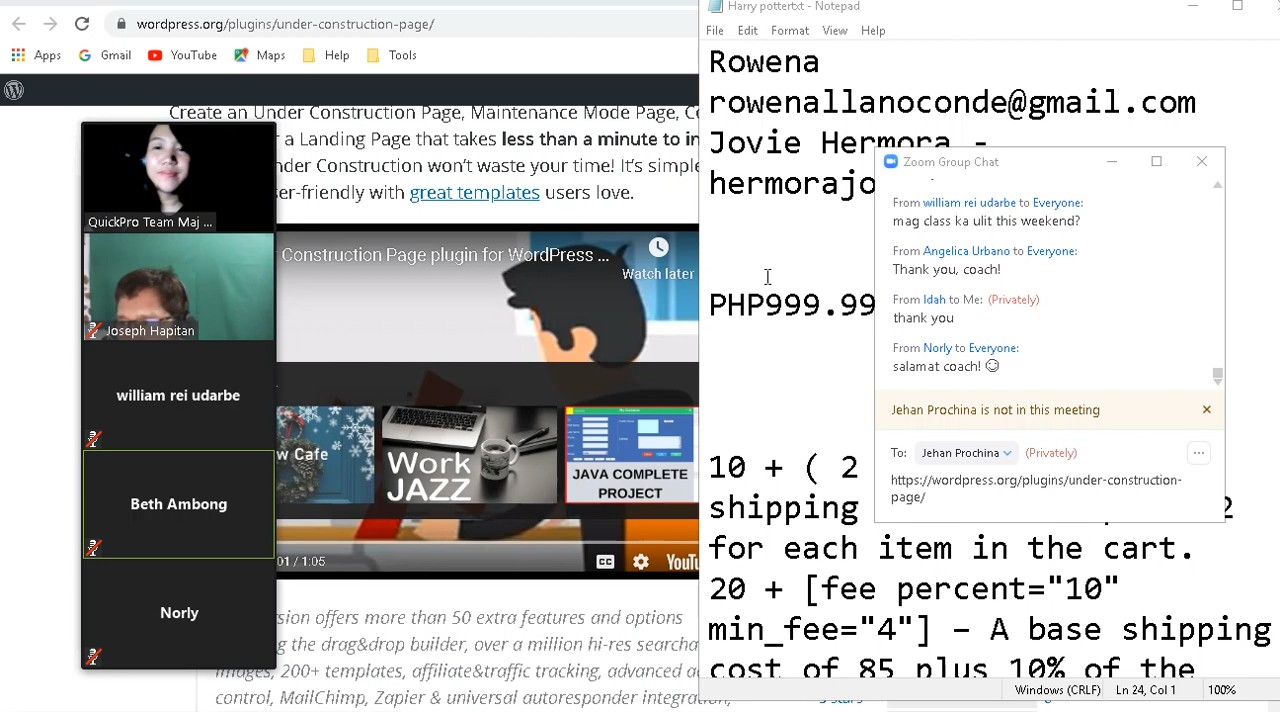 wordpress.org/plugins/under-construction-page/
Apps
Gmail
YouTube
Maps
Help
Tools
Create an Under Construction Page, Maintenance Mode Page,
r a Landing Page that takes less than a minute to
nder Construction won't waste your time! It's simple
ser-friendly with great templates users love.
QuickPro Team Maj ...
Joseph Hapitan
william rei udarbe
Beth Ambong
Norly
Construction Page plugin for WordPress ...
Watch later
w Cafe
Work
JAZZ
JAVA COMPLETE
PROJECT
01 / 1:05
CC
YouTu
rsion offers more than 50 extra features and options
the drag&drop builder, over a million hi-res
images, 200+ templates, affiliate&traffic tracking, advanced
control, MailChimp, Zapier & universal autoresponder
Harry pottertxt - Notepad
File
Edit
Format
View
Help
Rowena
rowenallanoconde@gmail.com
Jovie Hermora -
hermorajo
PHP999.99
10 + ( 2
shipping
2
for each item in the cart.
20 + [fee percent="10"
min_fee="4"] – A base shipping
cost of 85 plus 10% of the
Windows (CRLF)
Ln 24, Col 1
100%
Zoom Group Chat
From william rei udarbe to Everyone:
mag class ka ulit this weekend?
From Angelica Urbano to Everyone:
Thank you, coach!
From Idah to Me: (Privately)
thank you
From Norly to Everyone:
salamat coach! ☺
Jehan Prochina is not in this meeting
To: Jehan Prochina (Privately)
https://wordpress.org/plugins/under-construction-
page/